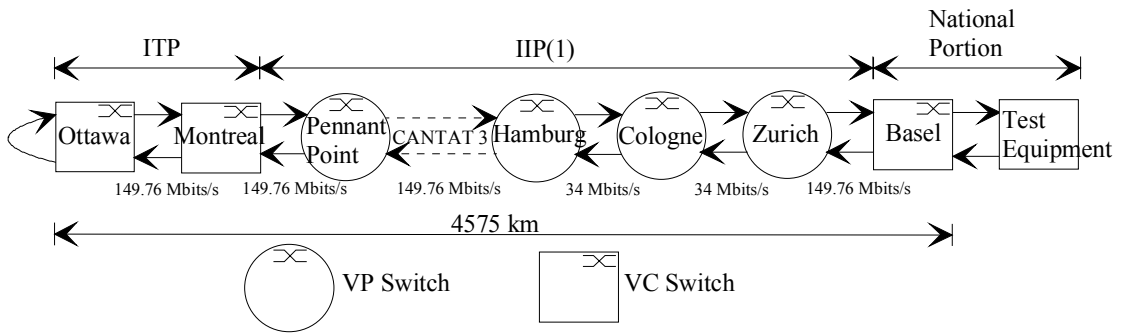 ITP
IIP(1)
National
Portion
Ottawa
Montreal
Pennant
Point
CANTAT 3
Hamburg
Cologne
Zurich
Basel
Test
Equipment
149.76 Mbits/s
149.76 Mbits/s
149.76 Mbits/s
34 Mbits/s
34 Mbits/s
149.76 Mbits/s
4575 km
VP Switch
VC Switch